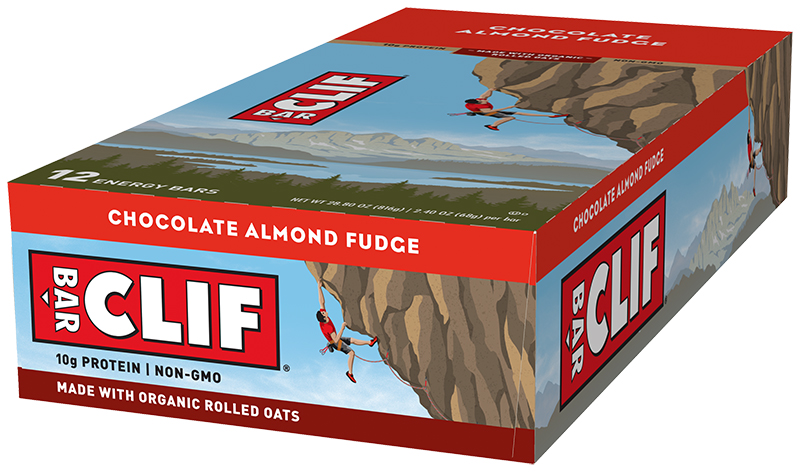 CHOCOLATE
ALMOND FUDGE
10g PROTEIN
MADE WITH ORGANIC
ROLLED OATS
NON-GMO
CLIF
BAR
12 ENERGY BARS
NET WT 28.80 OZ (816g) | 2.40 OZ (68g) per bar
CHOCOLATE ALMOND FUDGE
BAR
CLIF®
10g PROTEIN | NON-GMO
MADE WITH ORGANIC ROLLED OATS
CHOCOLATE ALMOND FUDGE
BAR
CLIF